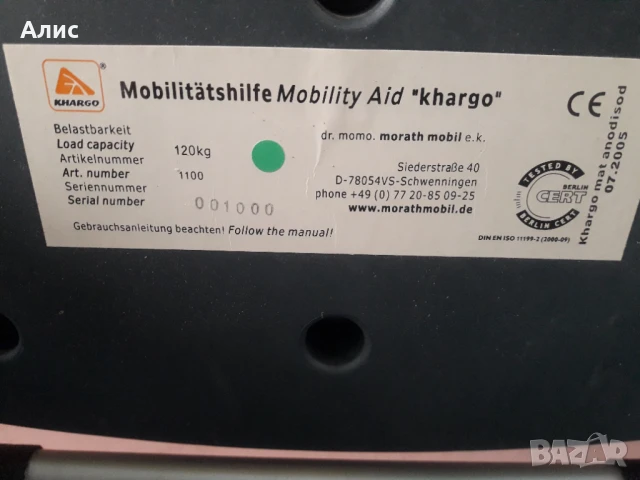 Алис
KHARGO
Mobilitätshilfe Mobility Aid "khargo"
Belastbarkeit
Load capacity 120kg
Artikelnummer
Art. number 1100
Seriennummer
Serial number 001000
Gebrauchsanleitung beachten! Follow the manual!
dr. momo. morath mobil e.k.
Siederstraße 40
D-78054VS-Schwenningen
phone +49 (0) 77 20-85 09-25
www.morathmobil.de
CE
TESTED BY
BERLIN
CERT
BERLIN CERT
DIN EN ISO 11199-2 (2000-09)
Khargo mat anodisod
07.2005
BAZAR